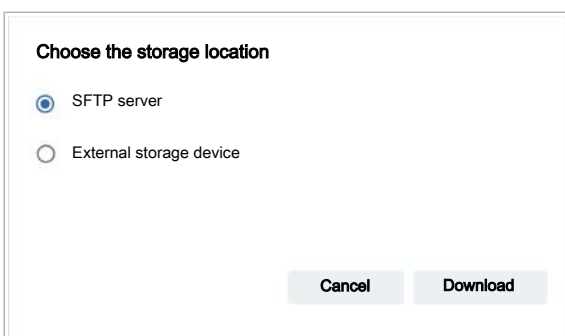 Choose the storage location
SFTP server
External storage device
Cancel Download